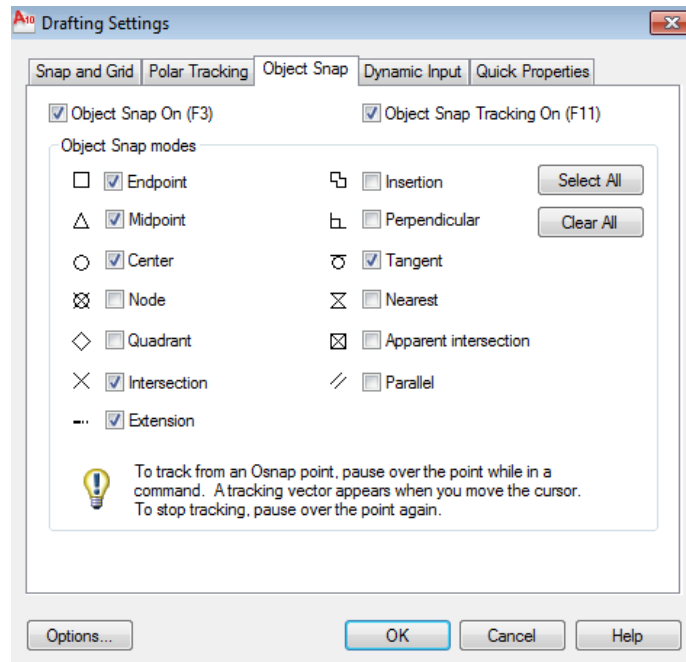 A10 Drafting Settings
Snap and Grid Polar Tracking Object Snap Dynamic Input Quick Properties
Object Snap On (F3) Object Snap Tracking On (F11)
Object Snap modes
Endpoint Insertion Select All
Midpoint Perpendicular Clear All
Center Tangent
Node Nearest
Quadrant Apparent intersection
Intersection Parallel
Extension
To track from an Osnap point, pause over the point while in a
command. A tracking vector appears when you move the cursor.
To stop tracking, pause over the point again.
Options... OK Cancel Help